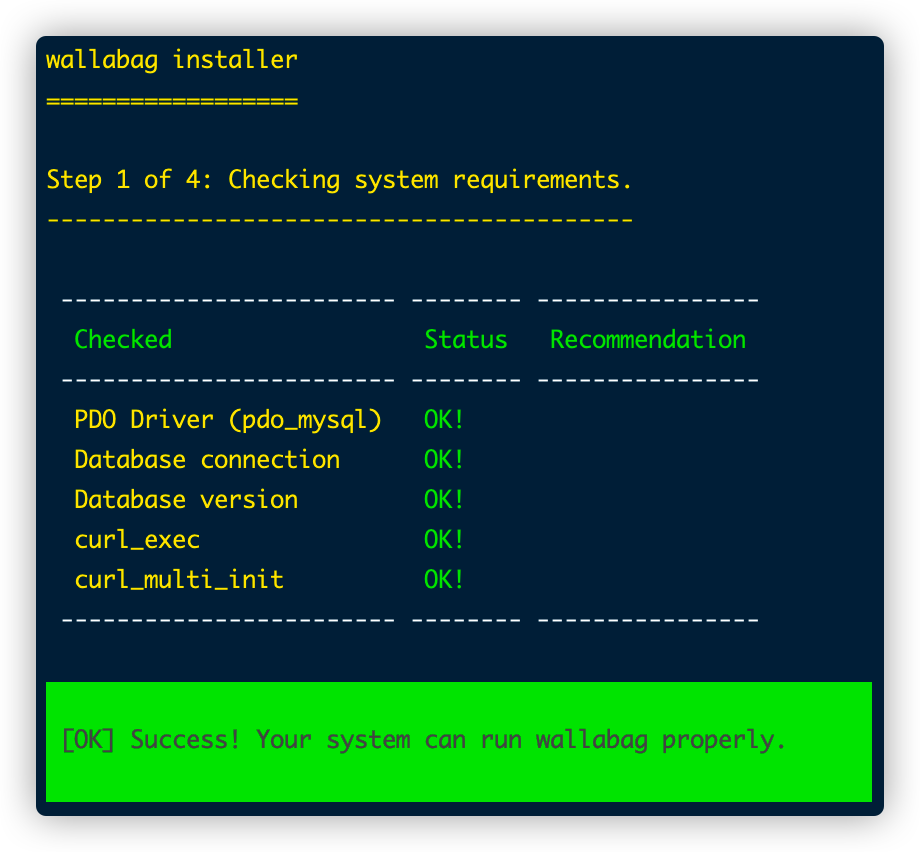 wallabag installer
==================
Step 1 of 4: Checking system requirements.
------------------------------------------
------------------------ -------- ----------------
Checked Status Recommendation
------------------------ -------- ----------------
PDO Driver (pdo_mysql) OK!
Database connection OK!
Database version OK!
curl_exec OK!
curl_multi_init OK!
------------------------ -------- ----------------
[OK] Success! Your system can run wallabag properly.